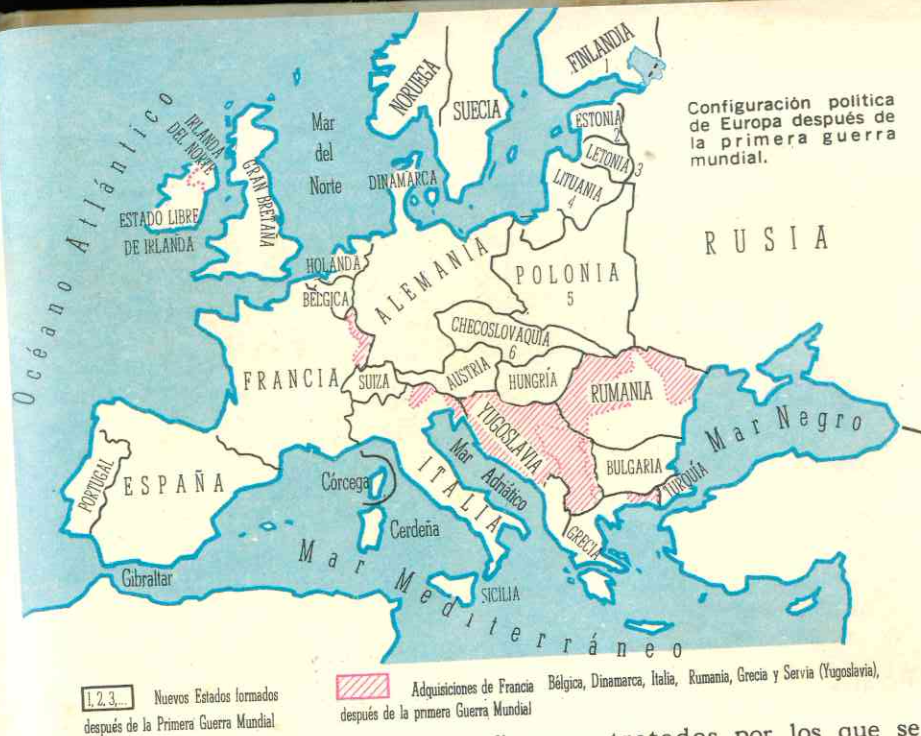 Configuración política
de Europa después de
la primera guerra
mundial.
Océano Atlántico
IRLANDA
DEL NORTE
ESTADO LIBRE
DE IRLANDA
GRAN BRETAÑA
Mar
del
Norte
NORUEGA
SUECIA
FINLANDIA
1
ESTONIA
2
LETONIA 3
LITUANIA
4
DINAMARCA
HOLANDA
BÉLGICA
ALEMANIA
POLONIA
5
RUSIA
CHECOSLOVAQUIA
6
FRANCIA
SUIZA
AUSTRIA
HUNGRÍA
RUMANIA
YUGOSLAVIA
BULGARIA
Mar Negro
TURQUÍA
PORTUGAL
ESPAÑA
Córcega
ITALIA
Mar Adriático
Cerdeña
GRECIA
Gibraltar
SICILIA
Mar Mediterráneo
1, 2, 3,... Nuevos Estados formados
después de la Primera Guerra Mundial
Adquisiciones de Francia Bélgica, Dinamarca, Italia, Rumania, Grecia y Servia (Yugoslavia),
después de la primera Guerra Mundial
tratados por los que se